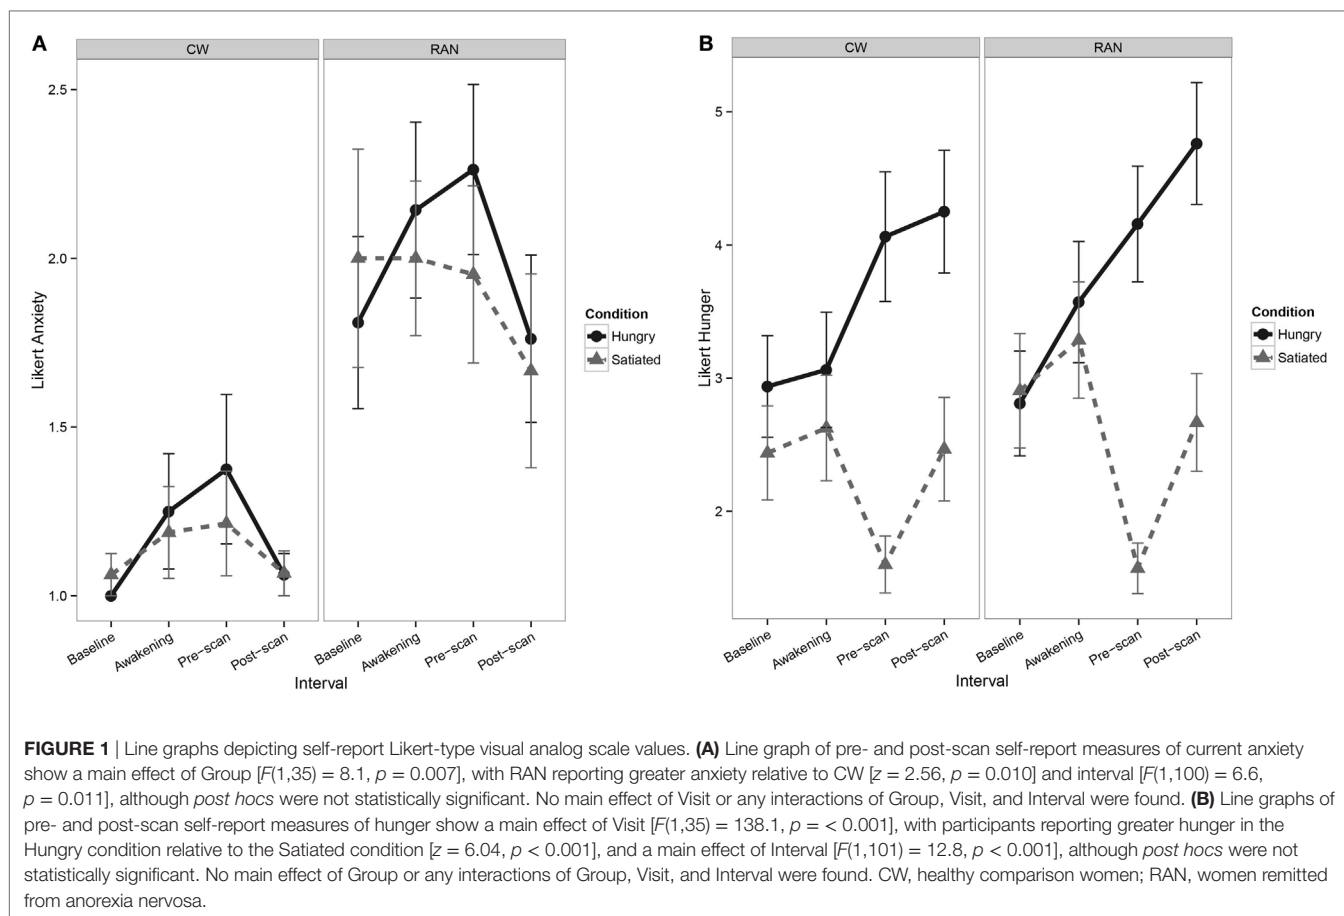 A
CW
RAN
2.5
2.0
1.5
1.0
Likert Anxiety
Baseline
Awakening
Pre−scan
Post−scan
Baseline
Awakening
Pre−scan
Post−scan
Interval
Condition
Hungry
Satiated
B
CW
RAN
5
4
3
2
Likert Hunger
Baseline
Awakening
Pre−scan
Post−scan
Baseline
Awakening
Pre−scan
Post−scan
Interval
Condition
Hungry
Satiated
FIGURE 1 | Line graphs depicting self-report Likert-type visual analog scale values. (A) Line graph of pre- and post-scan self-report measures of current anxiety
show a main effect of Group [F(1,35) = 8.1, p = 0.007], with RAN reporting greater anxiety relative to CW [z = 2.56, p = 0.010] and interval [F(1,100) = 6.6,
p = 0.011], although post hocs were not statistically significant. No main effect of Visit or any interactions of Group, Visit, and Interval were found. (B) Line graphs of
pre- and post-scan self-report measures of hunger show a main effect of Visit [F(1,35) = 138.1, p = < 0.001], with participants reporting greater hunger in the
Hungry condition relative to the Satiated condition [z = 6.04, p < 0.001], and a main effect of Interval [F(1,101) = 12.8, p < 0.001], although post hocs were not
statistically significant. No main effect of Group or any interactions of Group, Visit, and Interval were found. CW, healthy comparison women; RAN, women remitted
from anorexia nervosa.